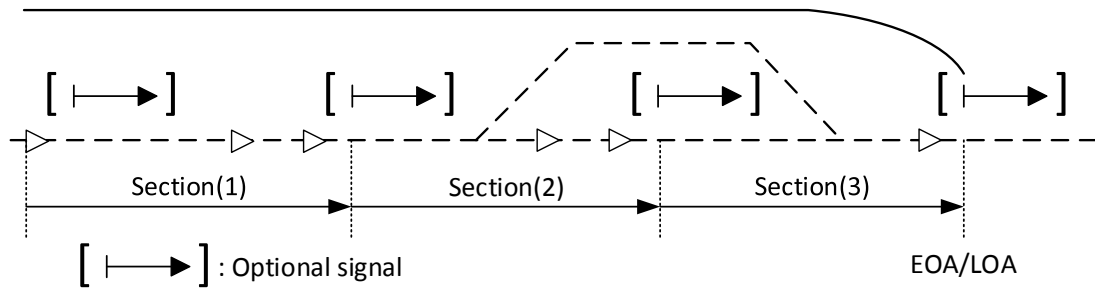 Section(1)
Section(2)
Section(3)
[ ] : Optional signal
EOA/LOA